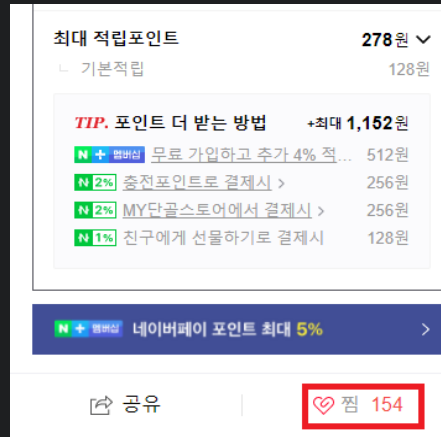 최대 적립포인트 278원
기본적립 128원
TIP. 포인트 더 받는 방법 +최대 1,152원
N + 멤버십 무료 가입하고 추가 4% 적... 512원
N 2% 충전포인트로 결제시 > 256원
N 2% MY단골스토어에서 결제시 > 256원
N 1% 친구에게 선물하기로 결제시 128원
N + 멤버십 네이버페이 포인트 최대 5% >
공유 찜 154